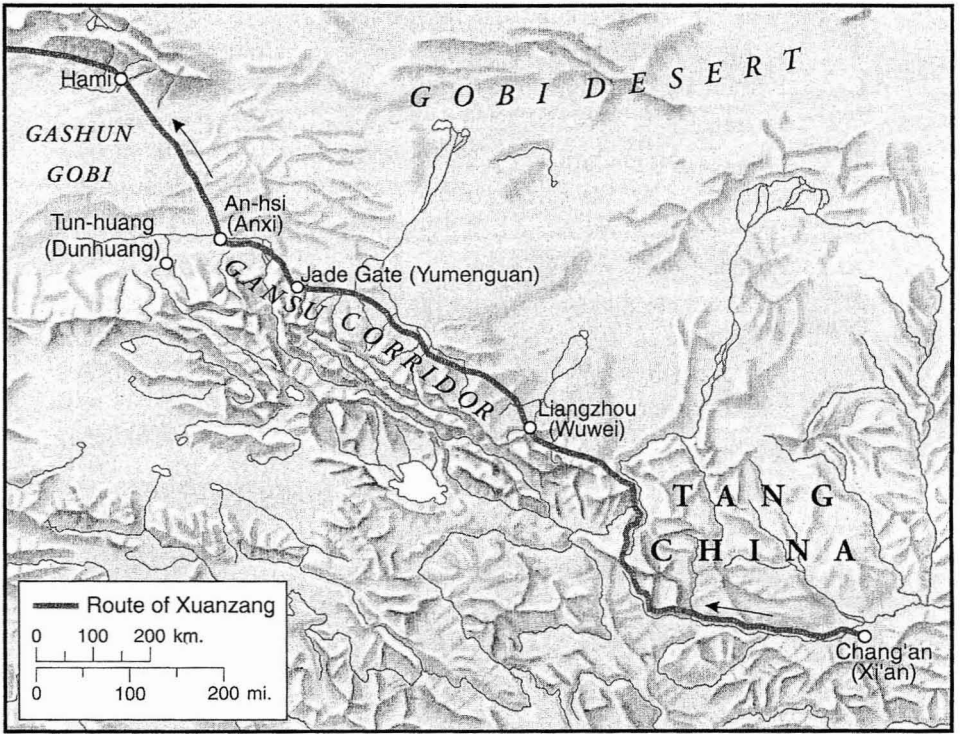 GOBI DESERT
Hami
GASHUN
GOBI
An-hsi
(Anxi)
Tun-huang
(Dunhuang)
Jade Gate (Yumenguan)
GANSU CORRIDOR
Liangzhou
(Wuwei)
TANG
CHINA
Route of Xuanzang
0 100 200 km.
0 100 200 mi.
Chang'an
(Xi'an)